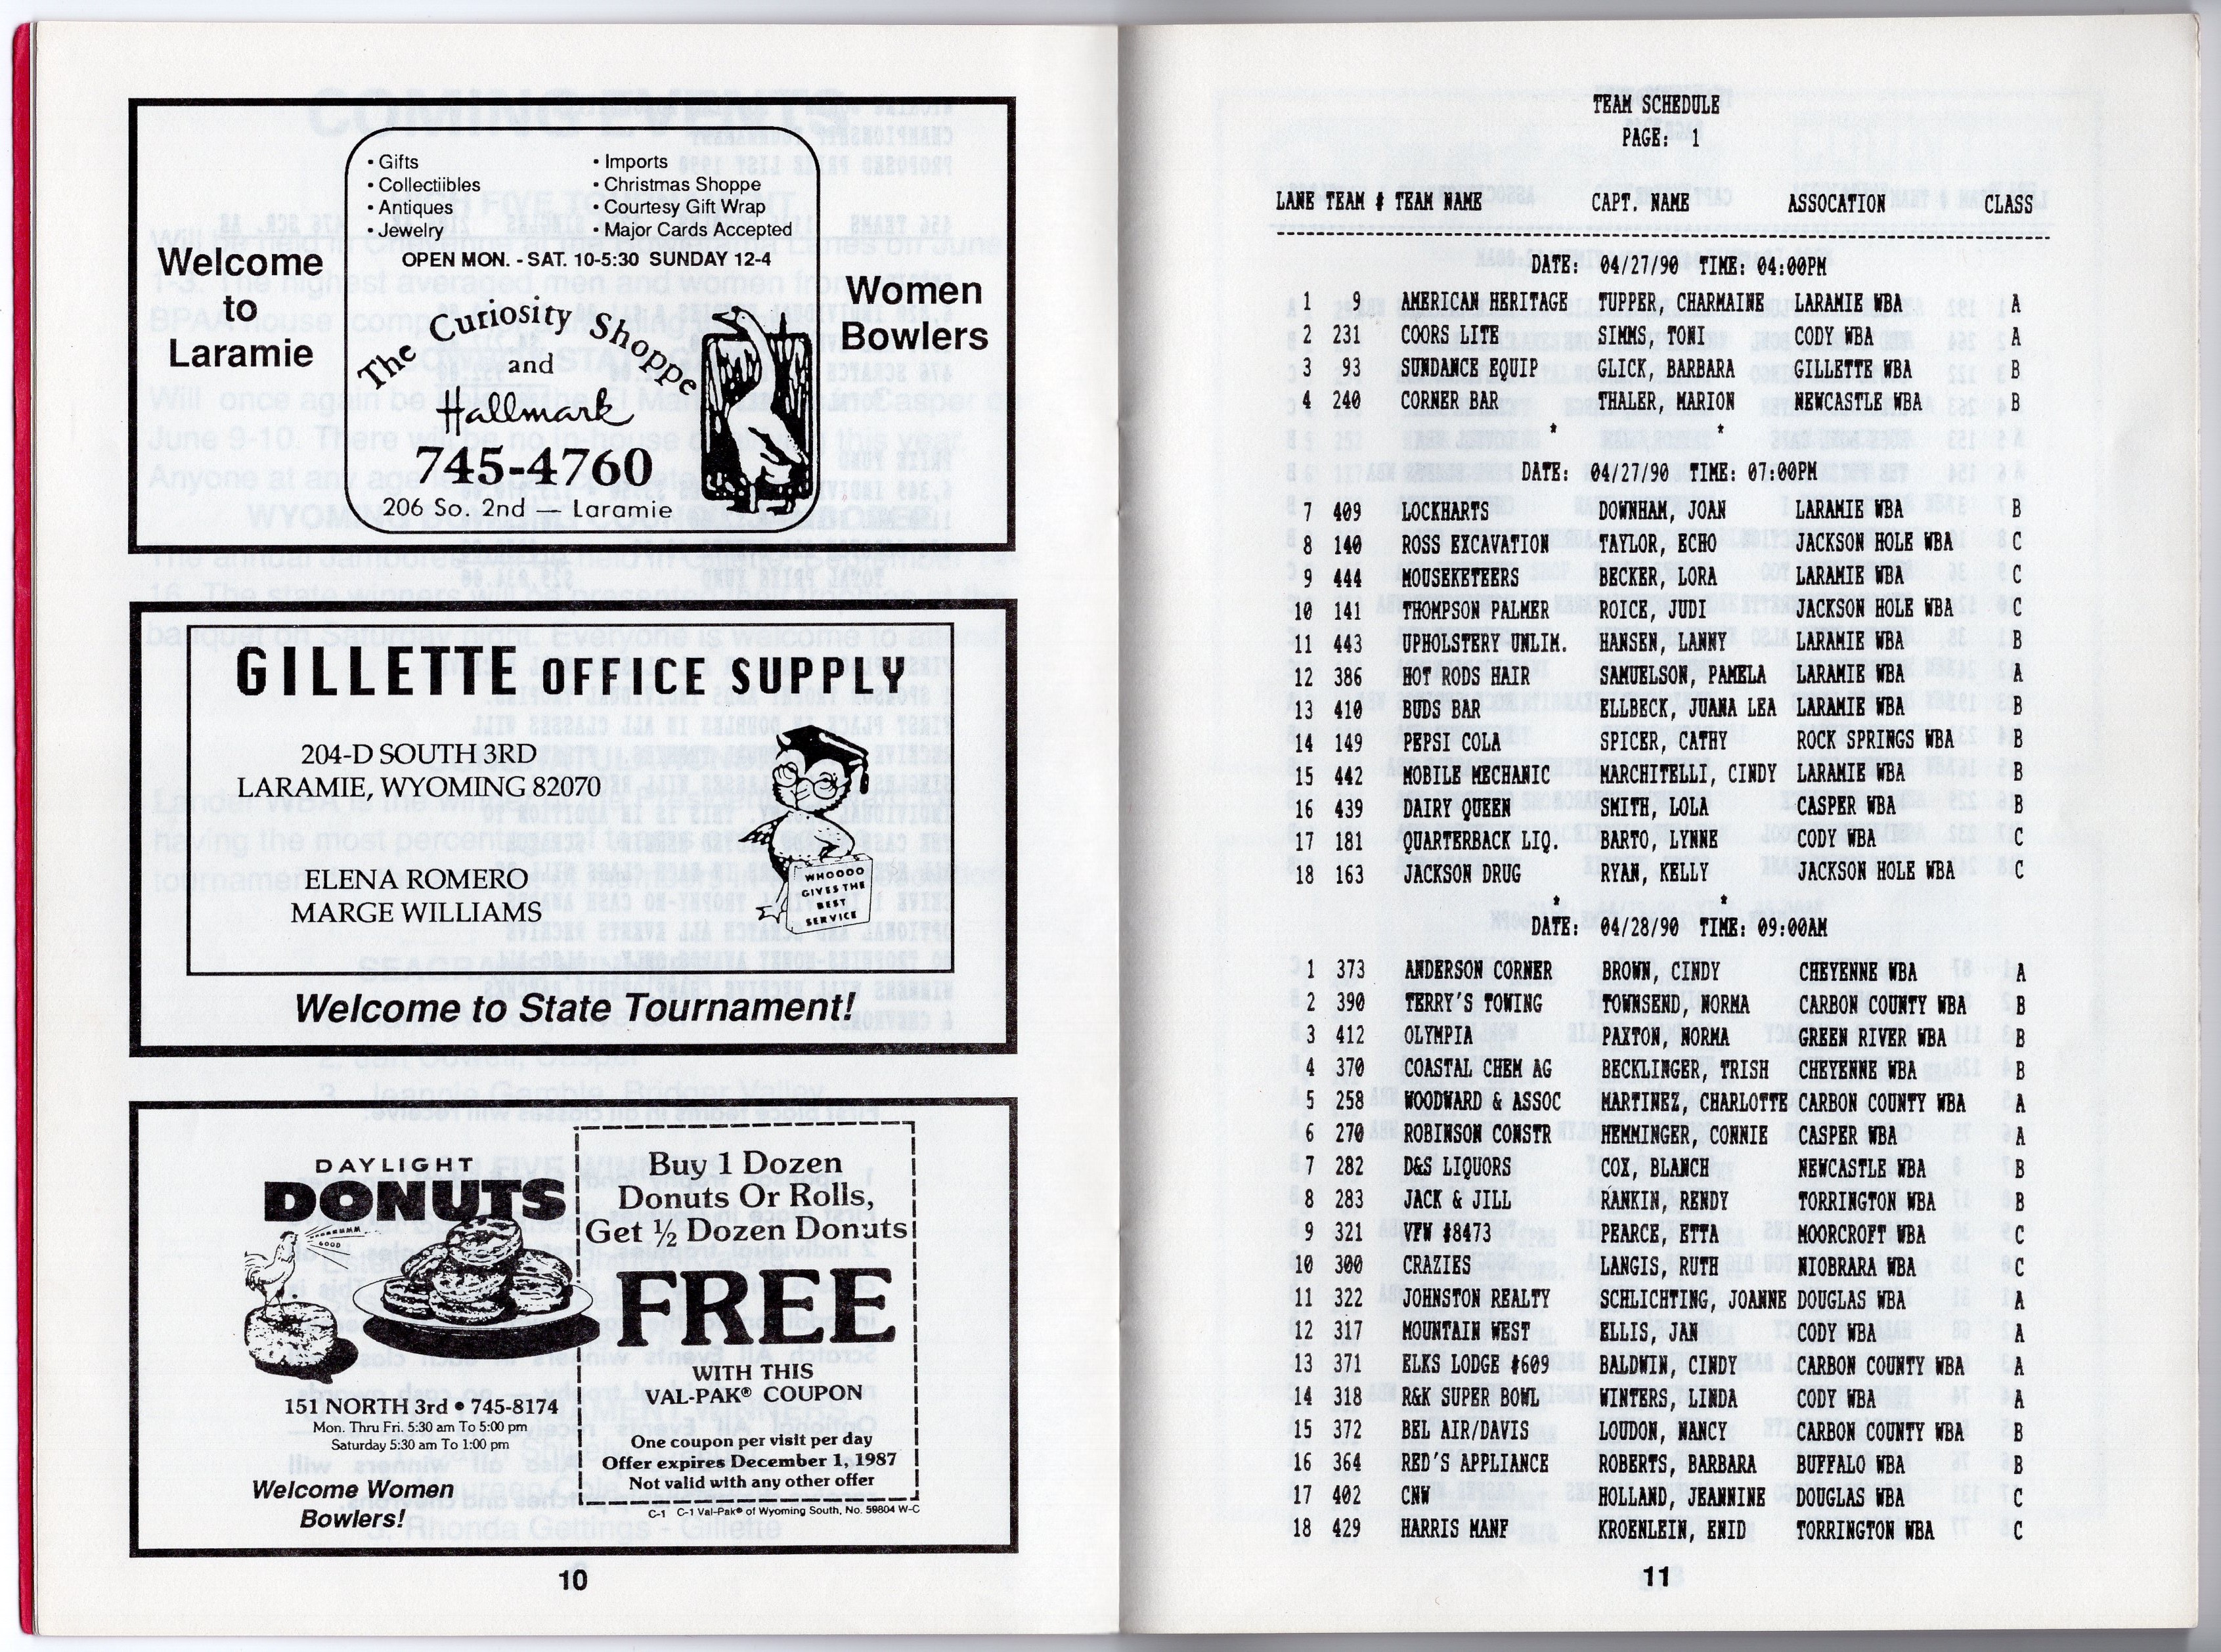 Welcome
to
Laramie
• Gifts
• Collectiibles
• Antiques
• Jewelry
• Imports
• Christmas Shoppe
• Courtesy Gift Wrap
• Major Cards Accepted
OPEN MON. - SAT. 10-5:30 SUNDAY 12-4
The Curiosity Shoppe
and
Hallmark
745-4760
206 So. 2nd — Laramie
Women
Bowlers
GILLETTE OFFICE SUPPLY
204-D SOUTH 3RD
LARAMIE, WYOMING 82070
ELENA ROMERO
MARGE WILLIAMS
WHOOOO
GIVES THE
BEST
SERVICE
Welcome to State Tournament!
DAYLIGHT
DONUTS
151 NORTH 3rd • 745-8174
Mon. Thru Fri. 5:30 am To 5:00 pm
Saturday 5:30 am To 1:00 pm
Welcome Women
Bowlers!
Buy 1 Dozen
Donuts Or Rolls,
Get ½ Dozen Donuts
FREE
WITH THIS
VAL-PAK® COUPON
One coupon per visit per day
Offer expires December 1, 1987
Not valid with any other offer
C-1 C-1 Val-Pak® of Wyoming South, No. 59804 W-C
10
TEAM SCHEDULE
PAGE: 1
LANE TEAM # TEAM NAME CAPT. NAME ASSOCATION CLASS
DATE: 04/27/90 TIME: 04:00PM
1 9 AMERICAN HERITAGE TUPPER, CHARMAINE LARAMIE WBA A
2 231 COORS LITE SIMMS, TONI CODY WBA A
3 93 SUNDANCE EQUIP GLICK, BARBARA GILLETTE WBA B
4 240 CORNER BAR THALER, MARION NEWCASTLE WBA B
* *
DATE: 04/27/90 TIME: 07:00PM
7 409 LOCKHARTS DOWNHAM, JOAN LARAMIE WBA B
8 140 ROSS EXCAVATION TAYLOR, ECHO JACKSON HOLE WBA C
9 444 MOUSEKETEERS BECKER, LORA LARAMIE WBA C
10 141 THOMPSON PALMER ROICE, JUDI JACKSON HOLE WBA C
11 443 UPHOLSTERY UNLIM. HANSEN, LANNY LARAMIE WBA B
12 386 HOT RODS HAIR SAMUELSON, PAMELA LARAMIE WBA A
13 410 BUDS BAR ELLBECK, JUANA LEA LARAMIE WBA B
14 149 PEPSI COLA SPICER, CATHY ROCK SPRINGS WBA B
15 442 MOBILE MECHANIC MARCHITELLI, CINDY LARAMIE WBA B
16 439 DAIRY QUEEN SMITH, LOLA CASPER WBA B
17 181 QUARTERBACK LIQ. BARTO, LYNNE CODY WBA C
18 163 JACKSON DRUG RYAN, KELLY JACKSON HOLE WBA C
* *
DATE: 04/28/90 TIME: 09:00AM
1 373 ANDERSON CORNER BROWN, CINDY CHEYENNE WBA A
2 390 TERRY'S TOWING TOWNSEND, NORMA CARBON COUNTY WBA B
3 412 OLYMPIA PAXTON, NORMA GREEN RIVER WBA B
4 370 COASTAL CHEM AG BECKLINGER, TRISH CHEYENNE WBA B
5 258 WOODWARD & ASSOC MARTINEZ, CHARLOTTE CARBON COUNTY WBA A
6 270 ROBINSON CONSTR HEMMINGER, CONNIE CASPER WBA A
7 282 D&S LIQUORS COX, BLANCH NEWCASTLE WBA B
8 283 JACK & JILL RANKIN, RENDY TORRINGTON WBA B
9 321 VFW #8473 PEARCE, ETTA MOORCROFT WBA C
10 300 CRAZIES LANGIS, RUTH NIOBRARA WBA C
11 322 JOHNSTON REALTY SCHLICHTING, JOANNE DOUGLAS WBA A
12 317 MOUNTAIN WEST ELLIS, JAN CODY WBA A
13 371 ELKS LODGE #609 BALDWIN, CINDY CARBON COUNTY WBA A
14 318 R&K SUPER BOWL WINTERS, LINDA CODY WBA A
15 372 BEL AIR/DAVIS LOUDON, NANCY CARBON COUNTY WBA B
16 364 RED'S APPLIANCE ROBERTS, BARBARA BUFFALO WBA B
17 402 CNW HOLLAND, JEANNINE DOUGLAS WBA C
18 429 HARRIS MANF KROENLEIN, ENID TORRINGTON WBA C
11